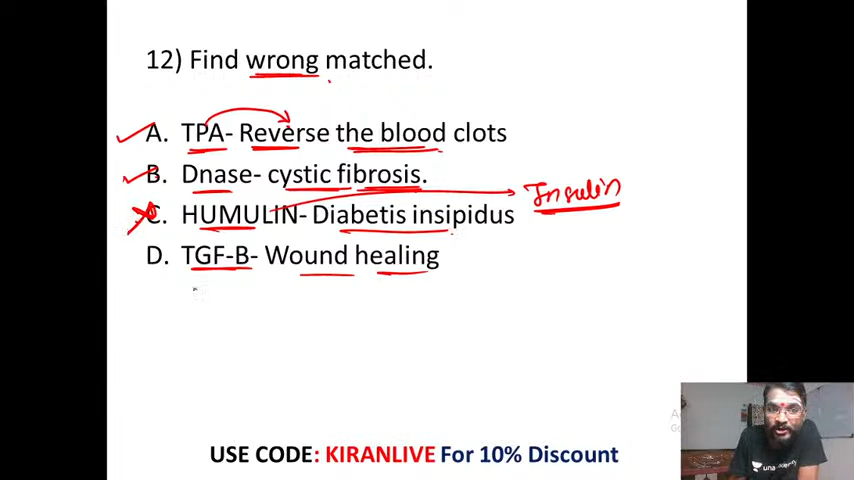 12) Find wrong matched.
A. TPA- Reverse the blood clots
B. Dnase- cystic fibrosis.
Insulin
C. HUMULIN- Diabetis insipidus
D. TGF-B- Wound healing
USE CODE: KIRANLIVE For 10% Discount